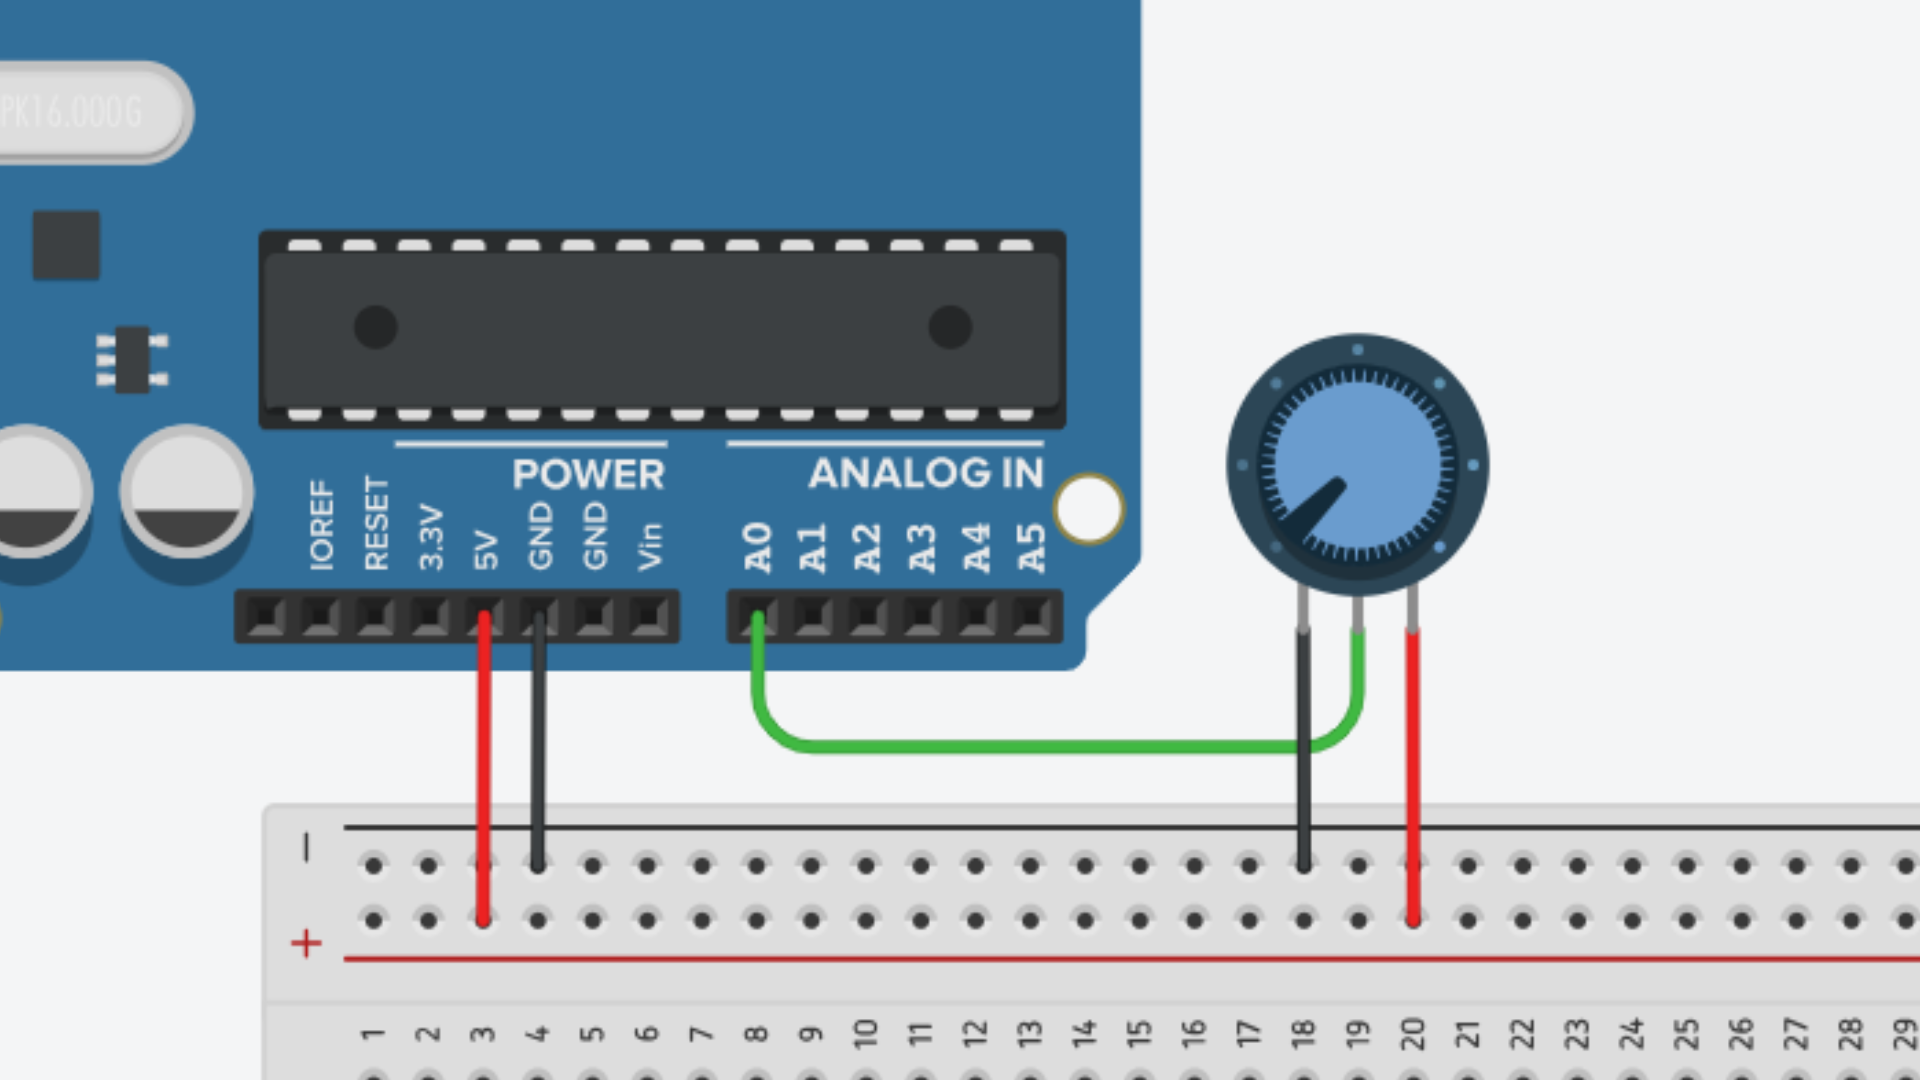 PK16.000G
POWER
ANALOG IN
IOREF
RESET
3.3V
5V
GND
GND
Vin
A0
A1
A2
A3
A4
A5
−
+
1 2 3 4 5 6 7 8 9 10 11 12 13 14 15 16 17 18 19 20 21 22 23 24 25 26 27 28 29